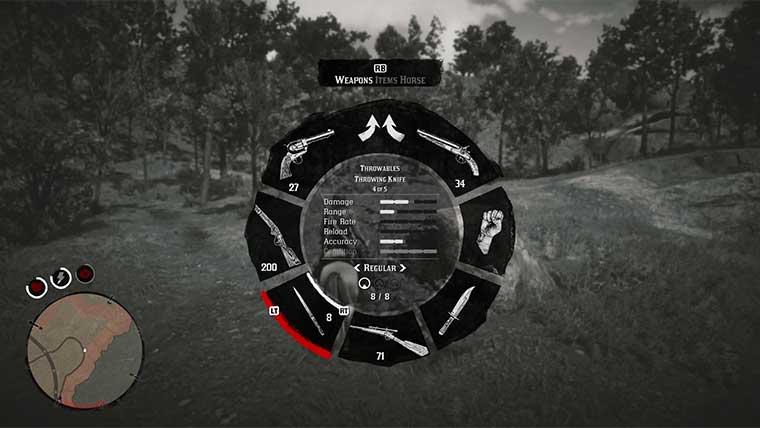 RB
WEAPONS ITEMS HORSE
27
34
THROWABLES
THROWING KNIFE
4 OF 5
Damage
Range
Fire Rate
Reload
Accuracy
Condition
200
REGULAR
8 / 8
LT
8
RT
71